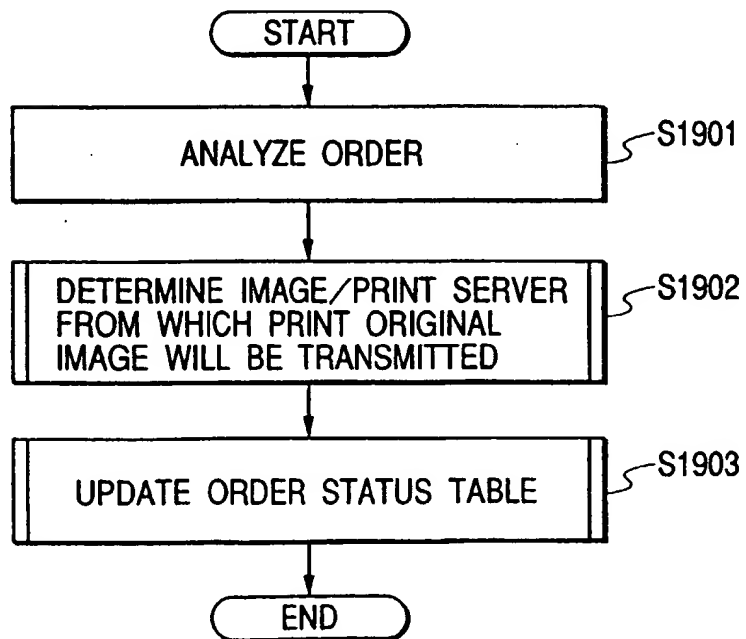 START
ANALYZE ORDER
S1901
DETERMINE IMAGE/PRINT SERVER
FROM WHICH PRINT ORIGINAL
IMAGE WILL BE TRANSMITTED
S1902
UPDATE ORDER STATUS TABLE
S1903
END